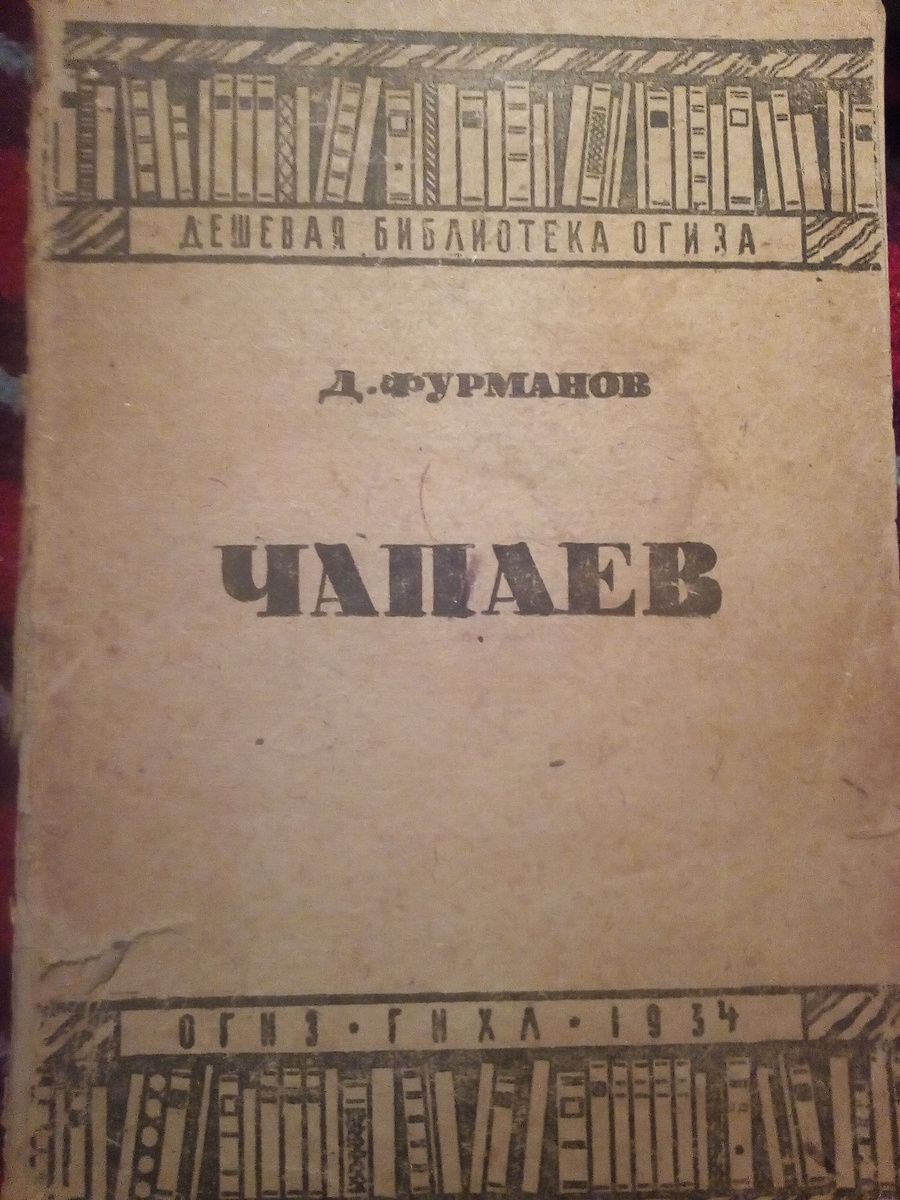 ДЕШЕВАЯ БИБЛИОТЕКА ОГИЗА
Д. ФУРМАНОВ
ЧАПАЕВ
ОГИЗ • ГИХЛ • 1934